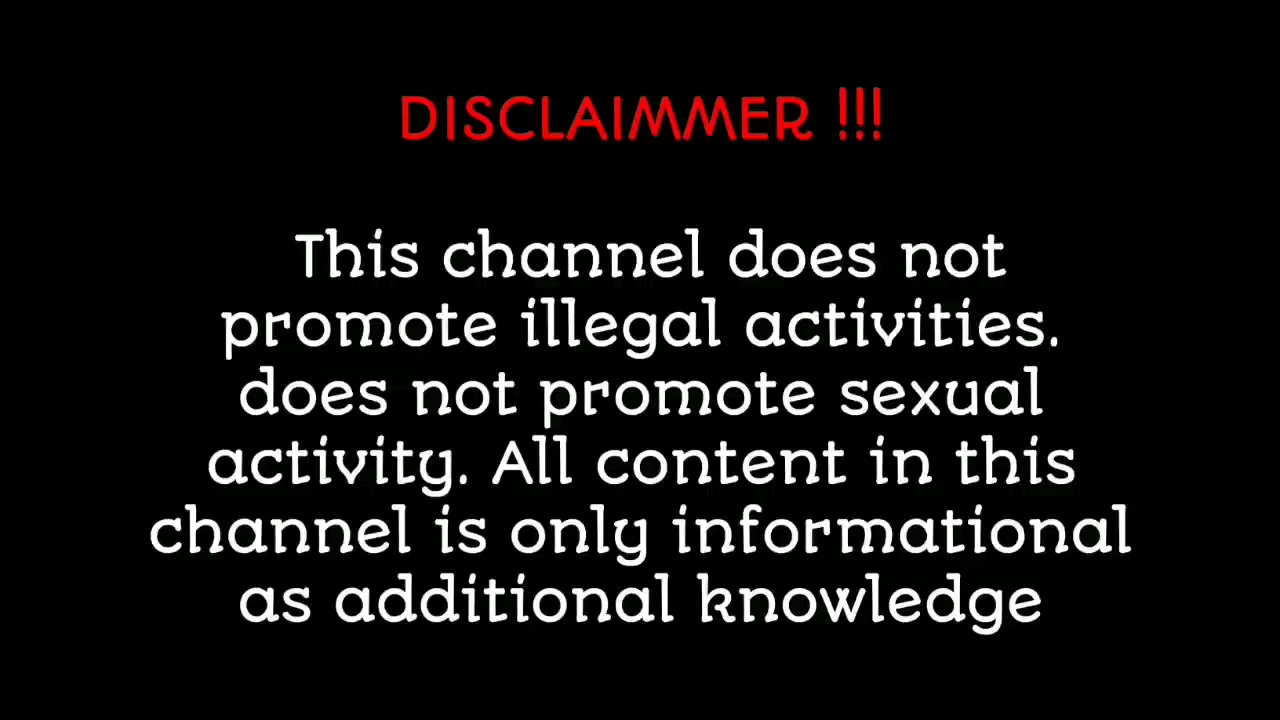 DISCLAIMMER !!!
This channel does not
promote illegal activities.
does not promote sexual
activity. All content in this
channel is only informational
as additional knowledge